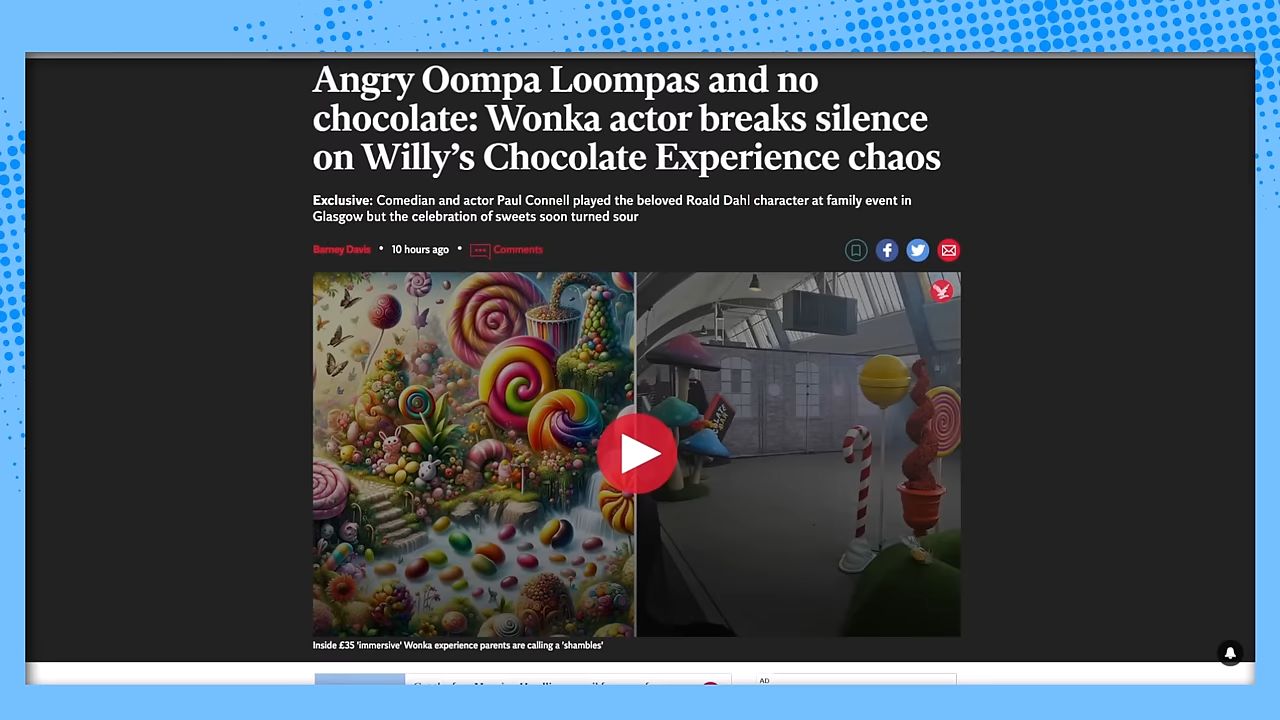 Angry Oompa Loompas and no
chocolate: Wonka actor breaks silence
on Willy's Chocolate Experience chaos
Exclusive: Comedian and actor Paul Connell played the beloved Roald Dahl character at family event in
Glasgow but the celebration of sweets soon turned sour
Barney Davis • 10 hours ago • Comments
Inside £35 'immersive' Wonka experience parents are calling a 'shambles'
AD